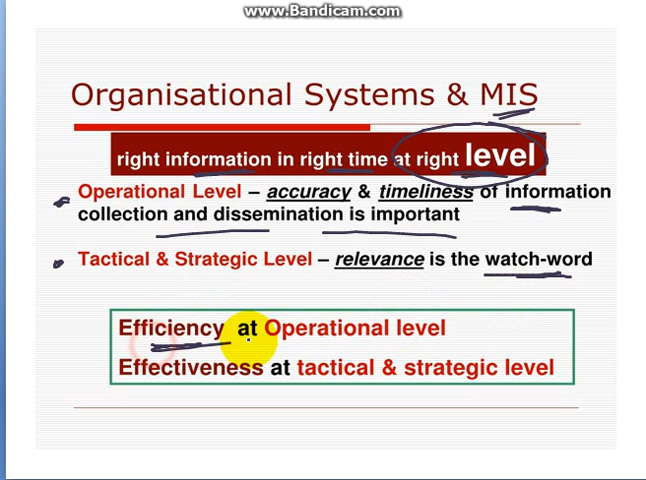 www.Bandicam.com
Organisational Systems & MIS
right information in right time at right level
Operational Level – accuracy & timeliness of information
collection and dissemination is important
Tactical & Strategic Level – relevance is the watch-word
Efficiency at Operational level
Effectiveness at tactical & strategic level